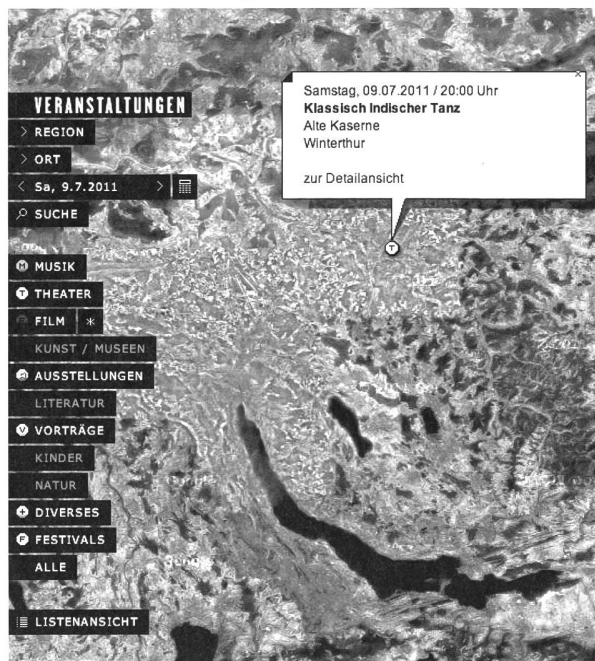 Samstag, 09.07.2011 / 20:00 Uhr
Klassisch Indischer Tanz
Alte Kaserne
Winterthur
zur Detailansicht
VERANSTALTUNGEN
> REGION
> ORT
< Sa, 9.7.2011 >
SUCHE
M MUSIK
T THEATER
FILM *
KUNST / MUSEEN
AUSSTELLUNGEN
LITERATUR
V VORTRÄGE
KINDER
NATUR
+ DIVERSES
F FESTIVALS
ALLE
LISTENANSICHT
T